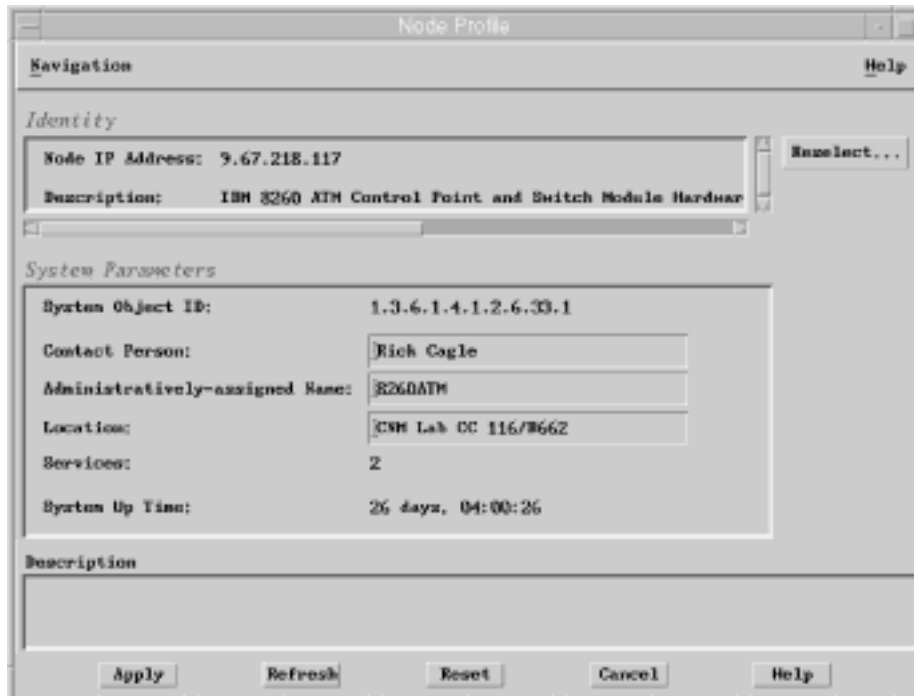 Node Profile
Navigation Help
Identity
Node IP Address: 9.67.218.117
Reselect...
Description: IBM 8260 ATM Control Point and Switch Module Hardwar
System Parameters
System Object ID: 1.3.6.1.4.1.2.6.33.1
Contact Person: Rich Cagle
Administratively-assigned Name: 8260ATM
Location: CNM Lab CC 116/B662
Services: 2
System Up Time: 26 days, 04:00:26
Description
Apply Refresh Reset Cancel Help